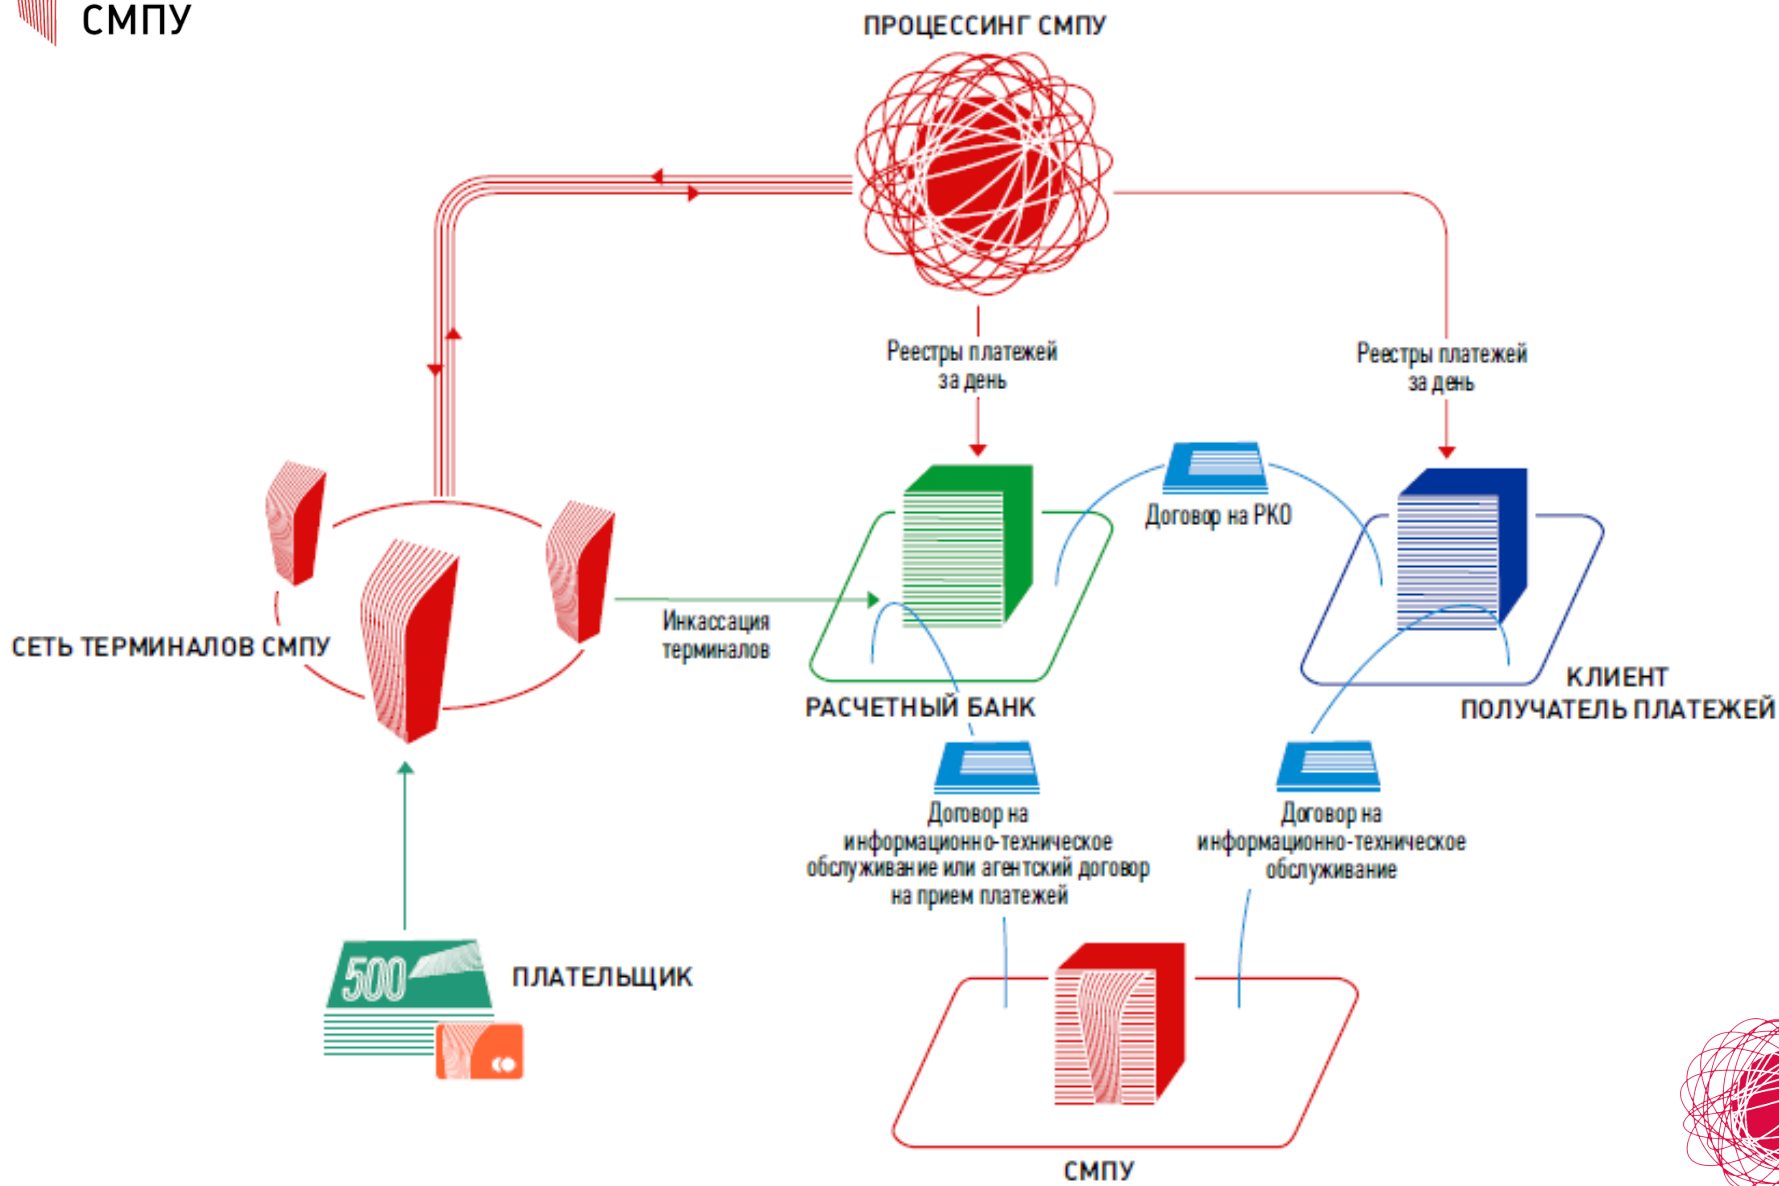 СМПУ
ПРОЦЕССИНГ СМПУ
Реестры платежей
за день
Реестры платежей
за день
Договор на РКО
Инкассация
терминалов
СЕТЬ ТЕРМИНАЛОВ СМПУ
РАСЧЕТНЫЙ БАНК
КЛИЕНТ
ПОЛУЧАТЕЛЬ ПЛАТЕЖЕЙ
Договор на
информационно-техническое
обслуживание или агентский договор
на прием платежей
Договор на
информационно-техническое
обслуживание
500
ПЛАТЕЛЬЩИК
СМПУ